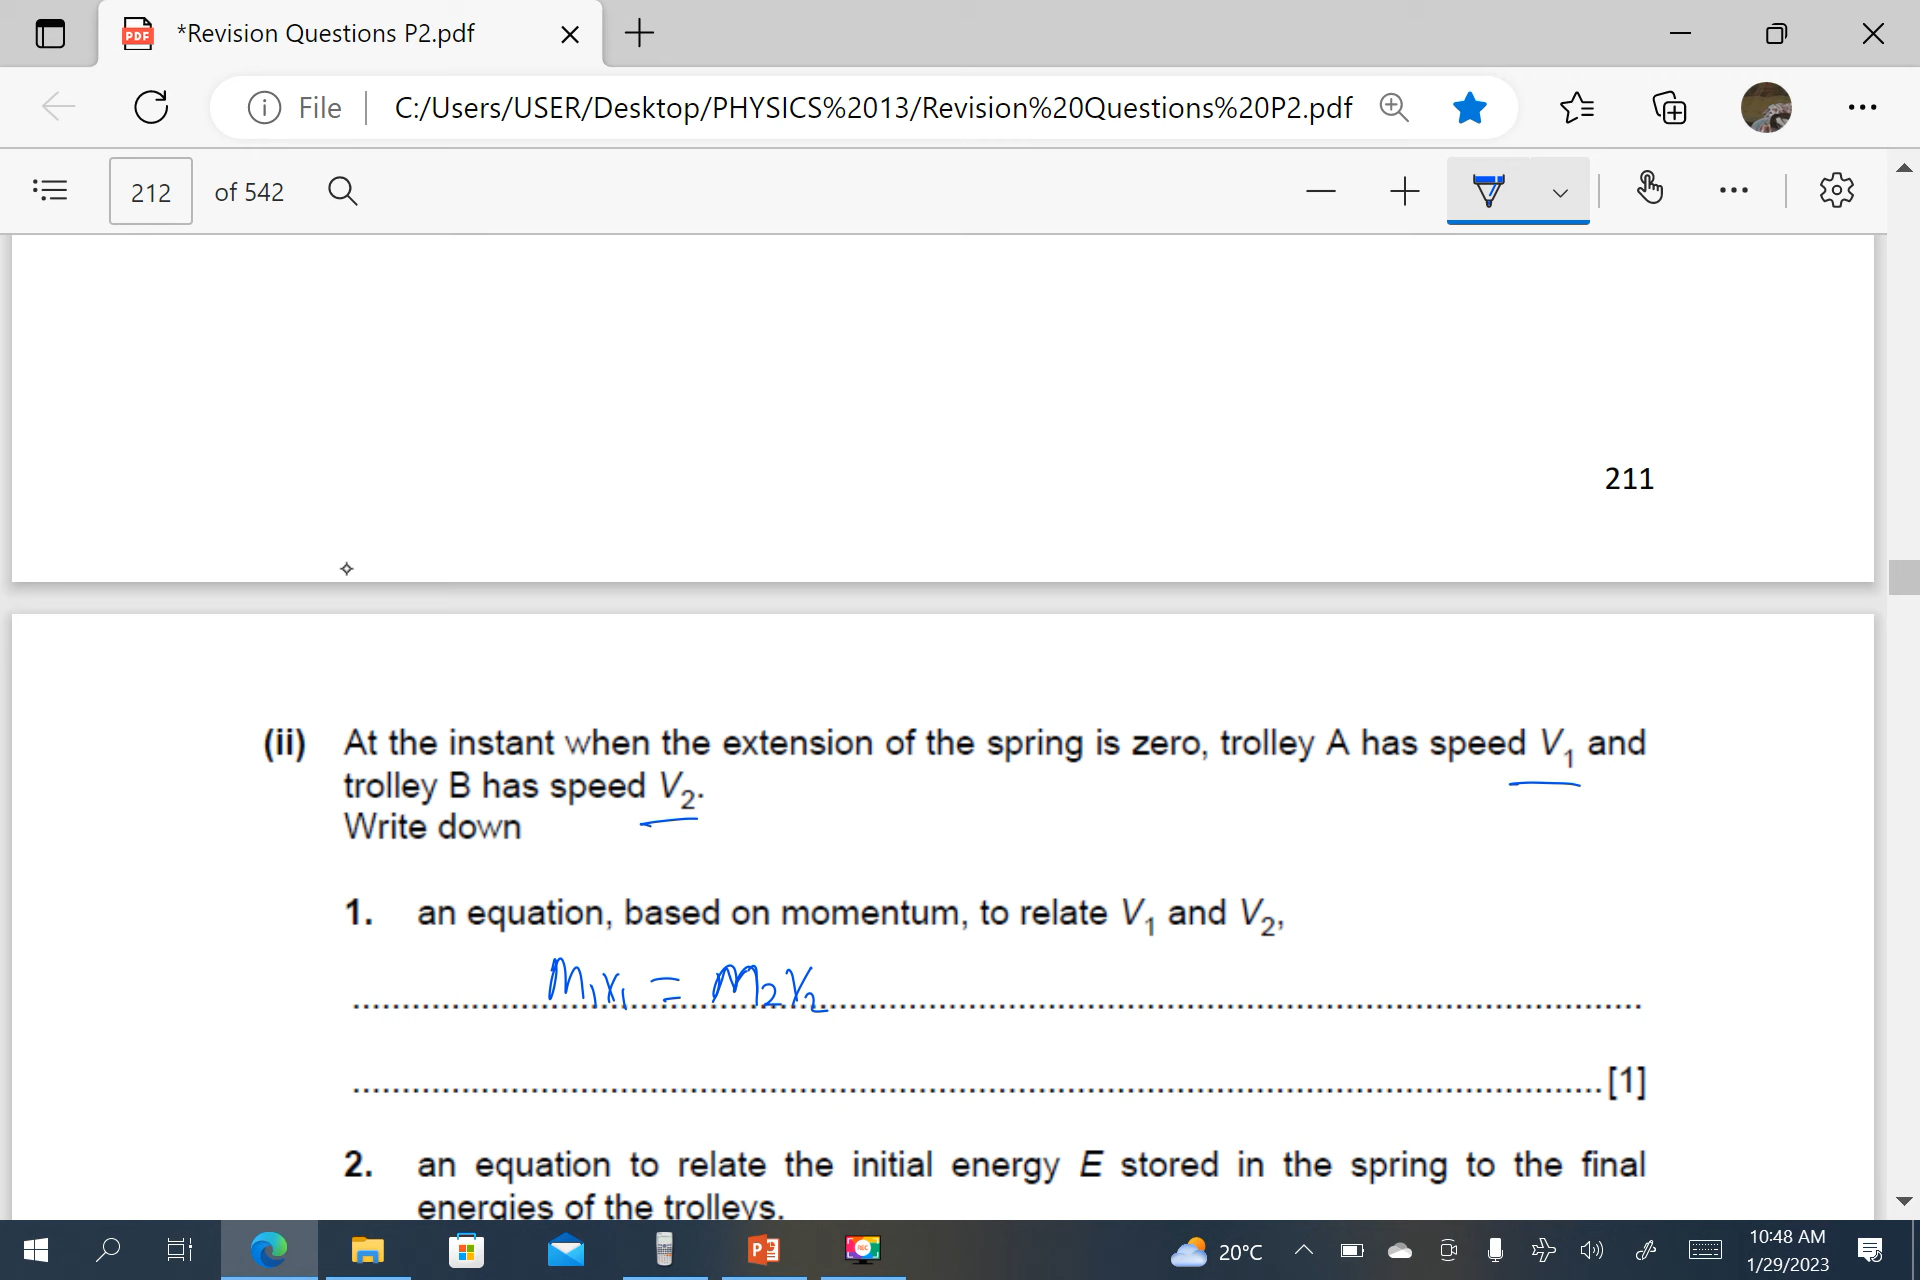 *Revision Questions P2.pdf
File C:/Users/USER/Desktop/PHYSICS%2013/Revision%20Questions%20P2.pdf
212 of 542
211
(ii) At the instant when the extension of the spring is zero, trolley A has speed V₁ and
trolley B has speed V₂.
Write down
1. an equation, based on momentum, to relate V₁ and V₂,
M₁V₁ = M₂V₂
[1]
2. an equation to relate the initial energy E stored in the spring to the final
energies of the trolleys.
20°C
10:48 AM
1/29/2023